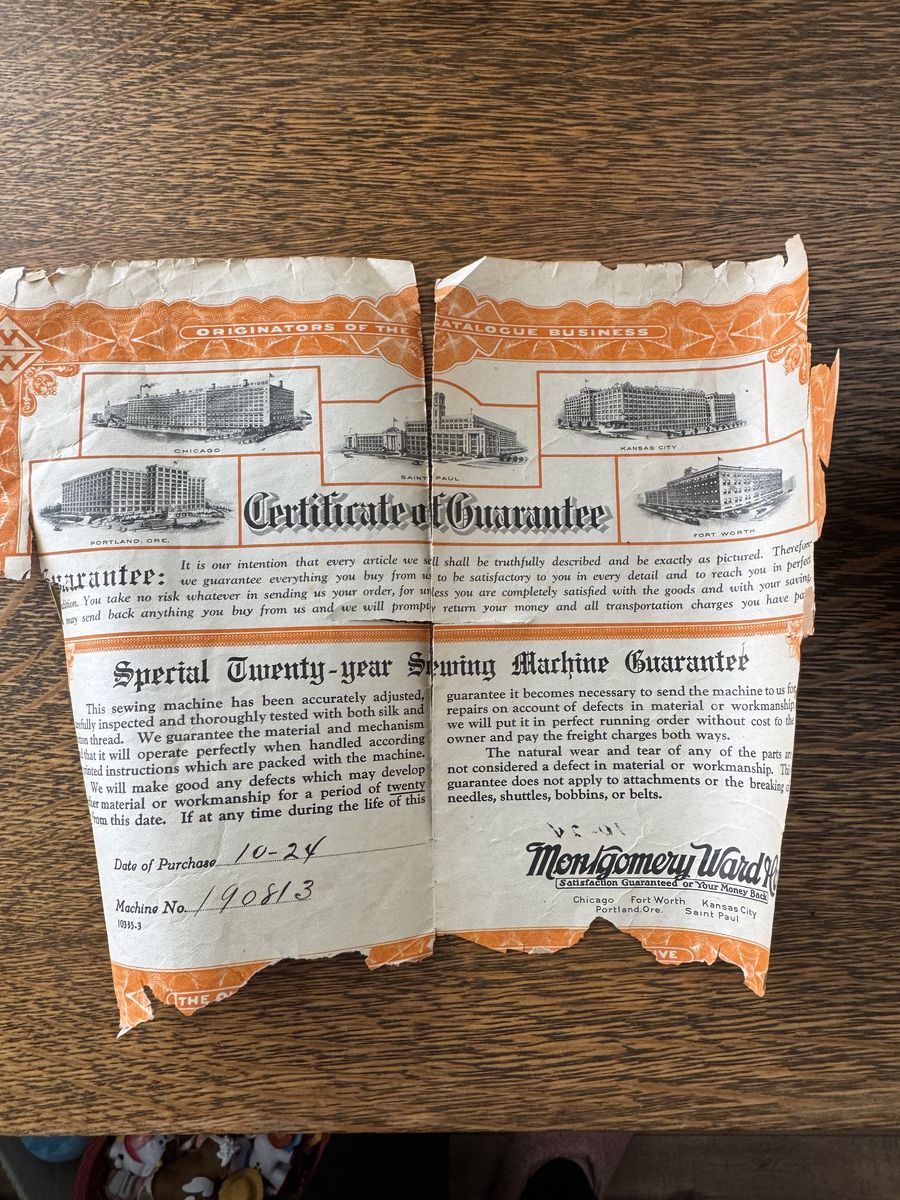 ORIGINATORS OF THE CATALOGUE BUSINESS
CHICAGO
SAINT PAUL
KANSAS CITY
PORTLAND, ORE.
FORT WORTH
Certificate of Guarantee
uarantee: It is our intention that every article we sell shall be truthfully described and be exactly as pictured. Therefore
we guarantee everything you buy from us to be satisfactory to you in every detail and to reach you in perfect
dition. You take no risk whatever in sending us your order, for unless you are completely satisfied with the goods and with your saving,
may send back anything you buy from us and we will promptly return your money and all transportation charges you have pa
Special Twenty-year Sewing Machine Guarantee
This sewing machine has been accurately adjusted,
fully inspected and thoroughly tested with both silk and
on thread. We guarantee the material and mechanism
that it will operate perfectly when handled according
inted instructions which are packed with the machine.
We will make good any defects which may develop
der material or workmanship for a period of twenty
from this date. If at any time during the life of this
guarantee it becomes necessary to send the machine to us for
repairs on account of defects in material or workmanship
we will put it in perfect running order without cost to the
owner and pay the freight charges both ways.
The natural wear and tear of any of the parts ar
not considered a defect in material or workmanship. Thi
guarantee does not apply to attachments or the breaking o
needles, shuttles, bobbins, or belts.
Date of Purchase 10-24
Machine No. 190813
10335-3
Montgomery Ward &
Satisfaction Guaranteed or Your Money Back
Chicago Fort Worth Kansas City
Portland, Ore. Saint Paul
THE O
VE